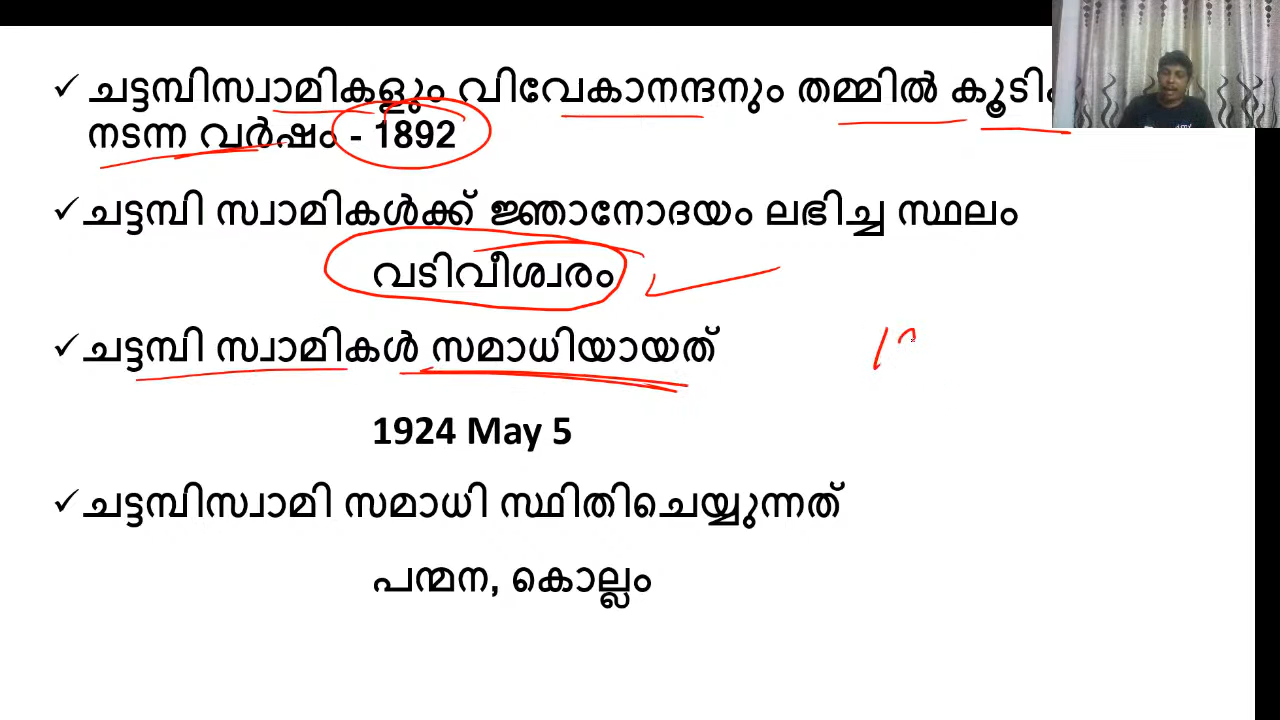 ✓ ചട്ടമ്പിസ്വാമികളും വിവേകാനന്ദനും തമ്മിൽ
നടന്ന വർഷം - 1892
✓ ചട്ടമ്പി സ്വാമികൾക്ക് ജ്ഞാനോദയം ലഭിച്ച സ്ഥലം
വടിവീശ്വരം
✓ ചട്ടമ്പി സ്വാമികൾ സമാധിയായത്
1924 May 5
✓ ചട്ടമ്പിസ്വാമി സമാധി സ്ഥിതിചെയ്യുന്നത്
പന്മന, കൊല്ലം